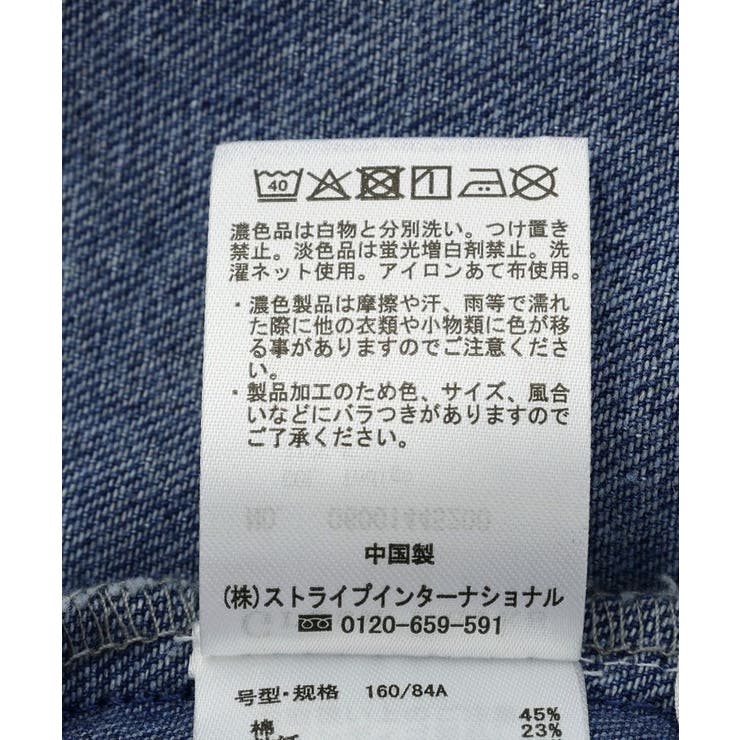 40
濃色品は白物と分別洗い。つけ置き
禁止。淡色品は蛍光増白剤禁止。洗
濯ネット使用。アイロンあて布使用。
・濃色製品は摩擦や汗、雨等で濡れ
た際に他の衣類や小物類に色が移
る事がありますのでご注意くださ
い。
・製品加工のため色、サイズ、風合
いなどにバラつきがありますので
ご了承ください。
中国製
(株)ストライプインターナショナル
0120-659-591
号型・规格 160/84A
45%
棉 23%